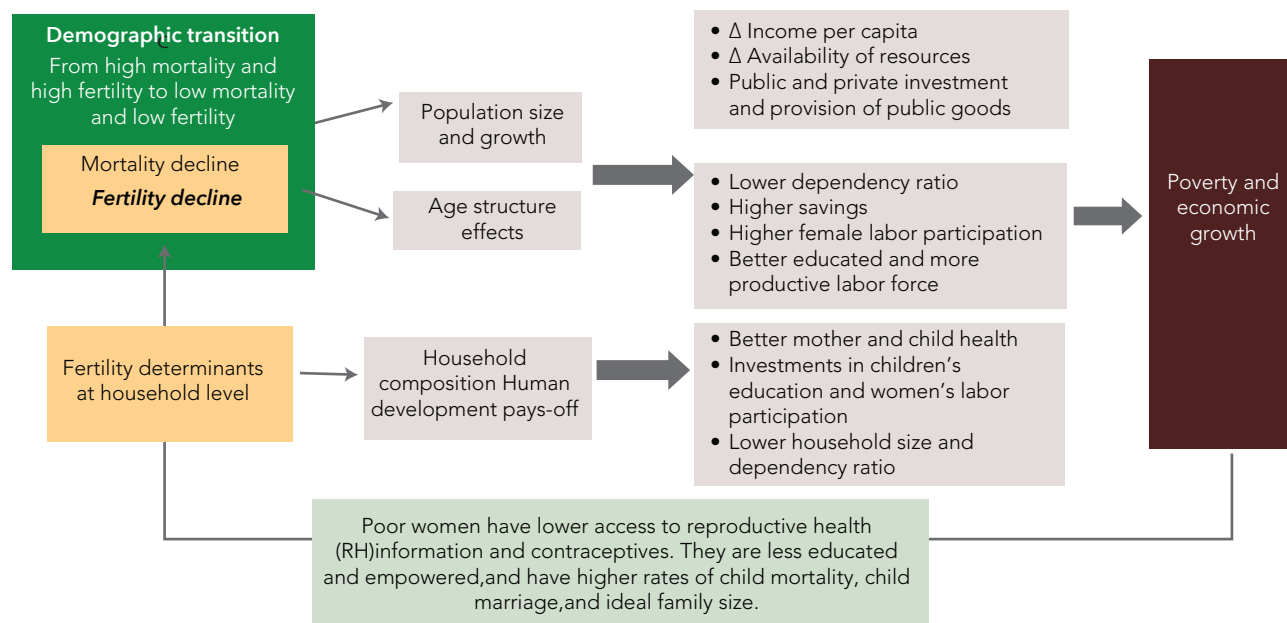 Demographic transition
c
From high mortality and
high fertility to low mortality
and low fertility
Mortality decline
Fertility decline
Population size
and growth
Age structure
effects
• Δ Income per capita
• Δ Availability of resources
• Public and private investment
and provision of public goods
• Lower dependency ratio
• Higher savings
• Higher female labor participation
• Better educated and more
productive labor force
Poverty and
economic
growth
Fertility determinants
at household level
Household
composition Human
development pays-off
• Better mother and child health
• Investments in children’s
education and women’s labor
participation
• Lower household size and
dependency ratio
Poor women have lower access to reproductive health
(RH)information and contraceptives. They are less educated
and empowered,and have higher rates of child mortality, child
marriage,and ideal family size.